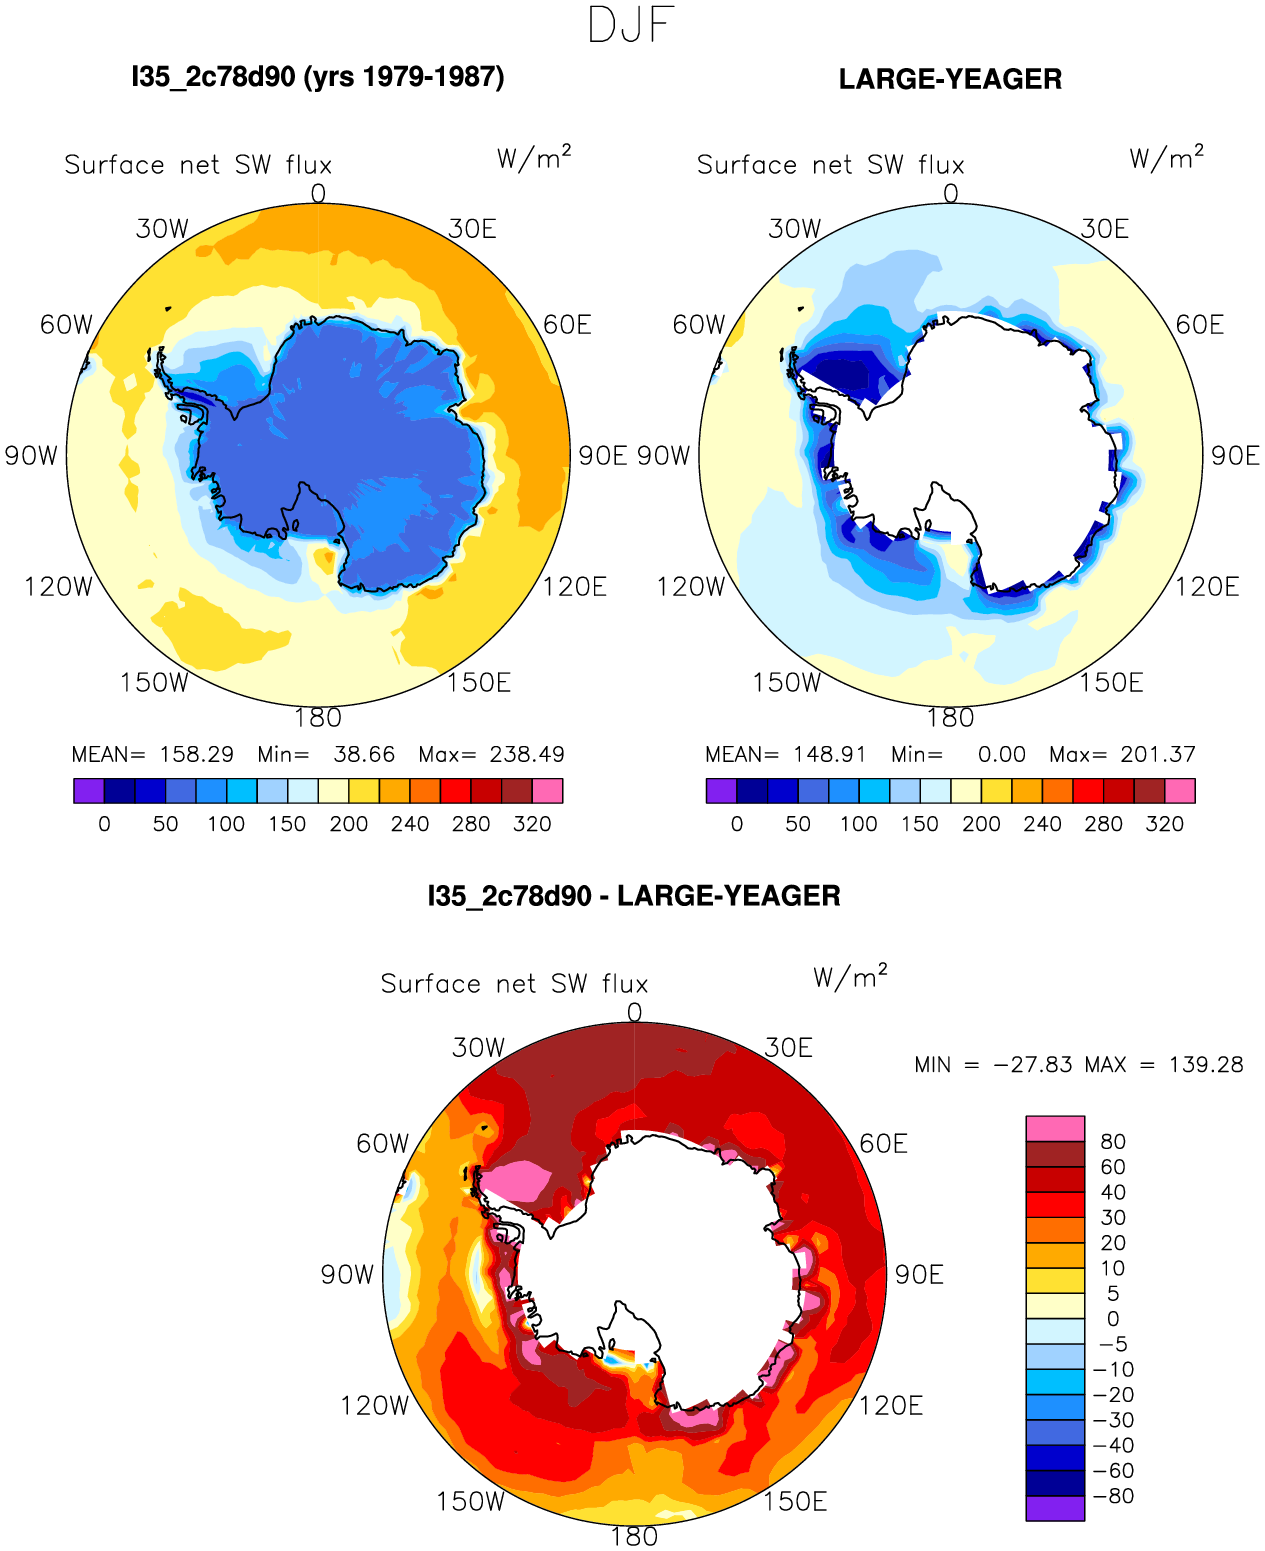 DJF
I35_2c78d90 (yrs 1979-1987)
LARGE-YEAGER
Surface net SW flux
W/m²
Surface net SW flux
W/m²
0
30W
30E
60W
60E
90W
90E
120W
120E
150W
150E
180
0
30W
30E
60W
60E
90W
90E
120W
120E
150W
150E
180
MEAN= 158.29 Min= 38.66 Max= 238.49
0 50 100 150 200 240 280 320
MEAN= 148.91 Min= 0.00 Max= 201.37
0 50 100 150 200 240 280 320
I35_2c78d90 - LARGE-YEAGER
Surface net SW flux
W/m²
0
30W
30E
60W
60E
90W
90E
120W
120E
150W
150E
180
MIN = −27.83 MAX = 139.28
80
60
40
30
20
10
5
0
−5
−10
−20
−30
−40
−60
−80